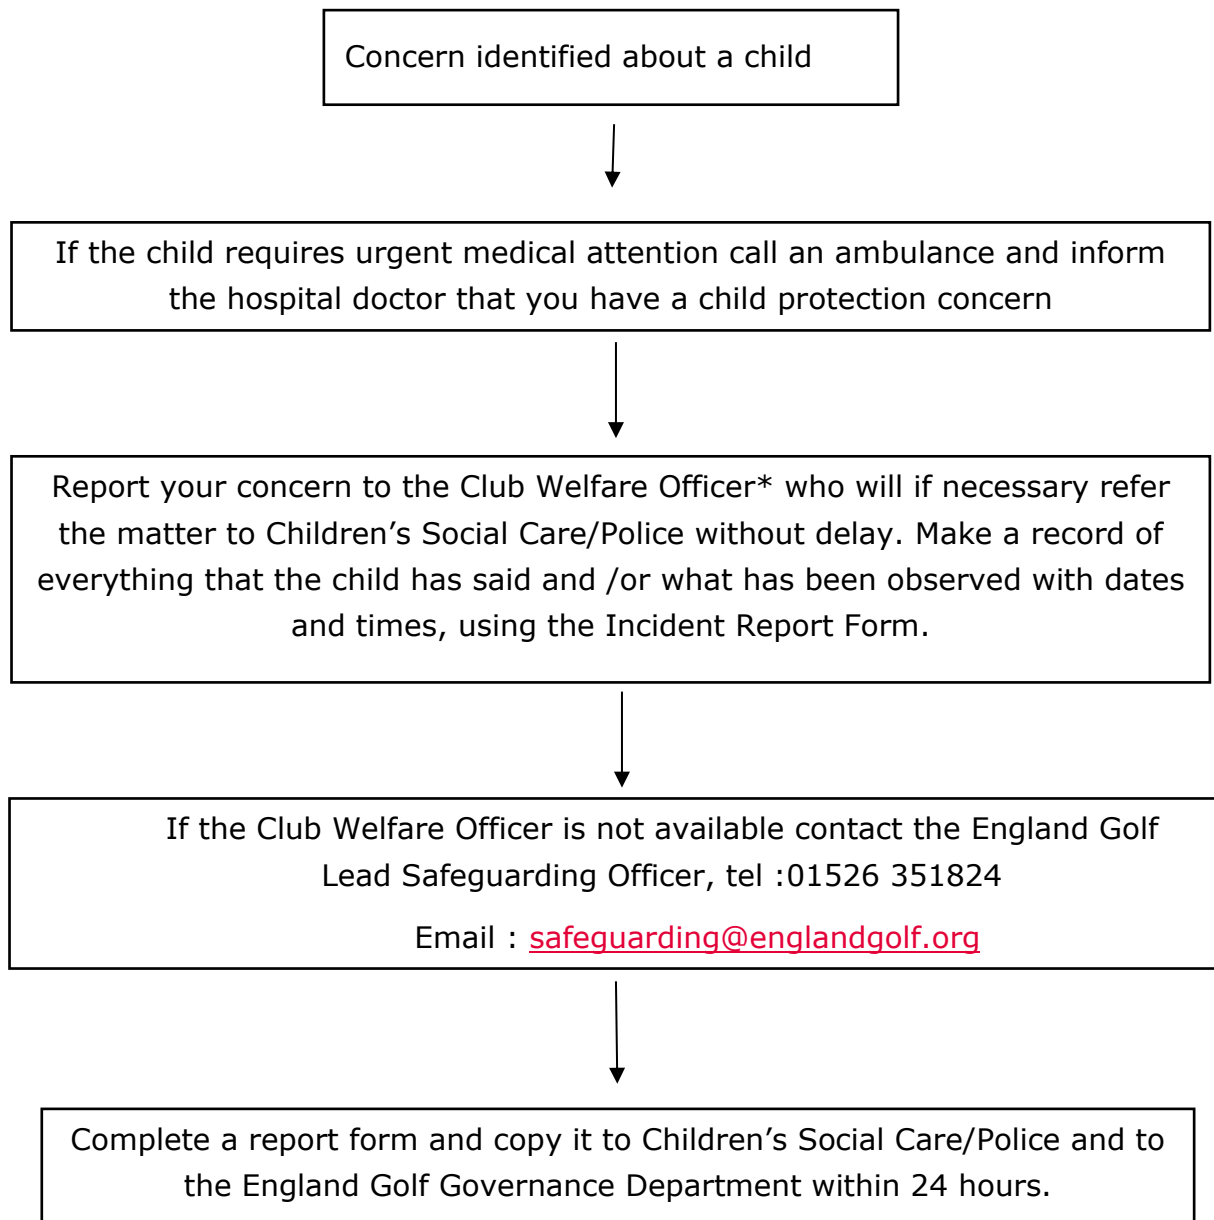 Concern identified about a child
If the child requires urgent medical attention call an ambulance and inform
the hospital doctor that you have a child protection concern
Report your concern to the Club Welfare Officer* who will if necessary refer
the matter to Children’s Social Care/Police without delay. Make a record of
everything that the child has said and /or what has been observed with dates
and times, using the Incident Report Form.
If the Club Welfare Officer is not available contact the England Golf
Lead Safeguarding Officer, tel :01526 351824
Email : safeguarding@englandgolf.org
Complete a report form and copy it to Children’s Social Care/Police and to
the England Golf Governance Department within 24 hours.